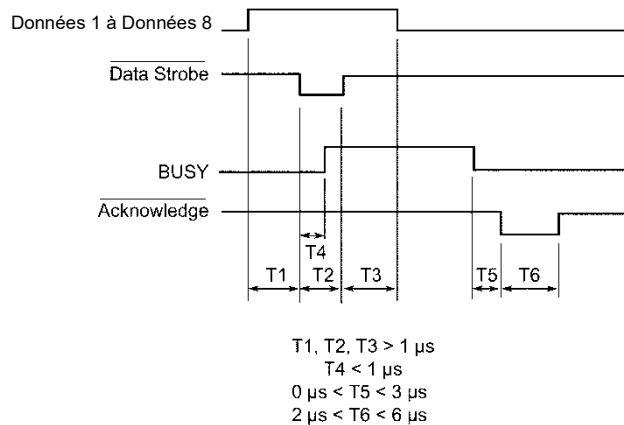 Données 1 à Données 8
Data Strobe
BUSY
Acknowledge
T4
T1 T2 T3 T5 T6
T1, T2, T3 > 1 µs
T4 < 1 µs
0 µs < T5 < 3 µs
2 µs < T6 < 6 µs